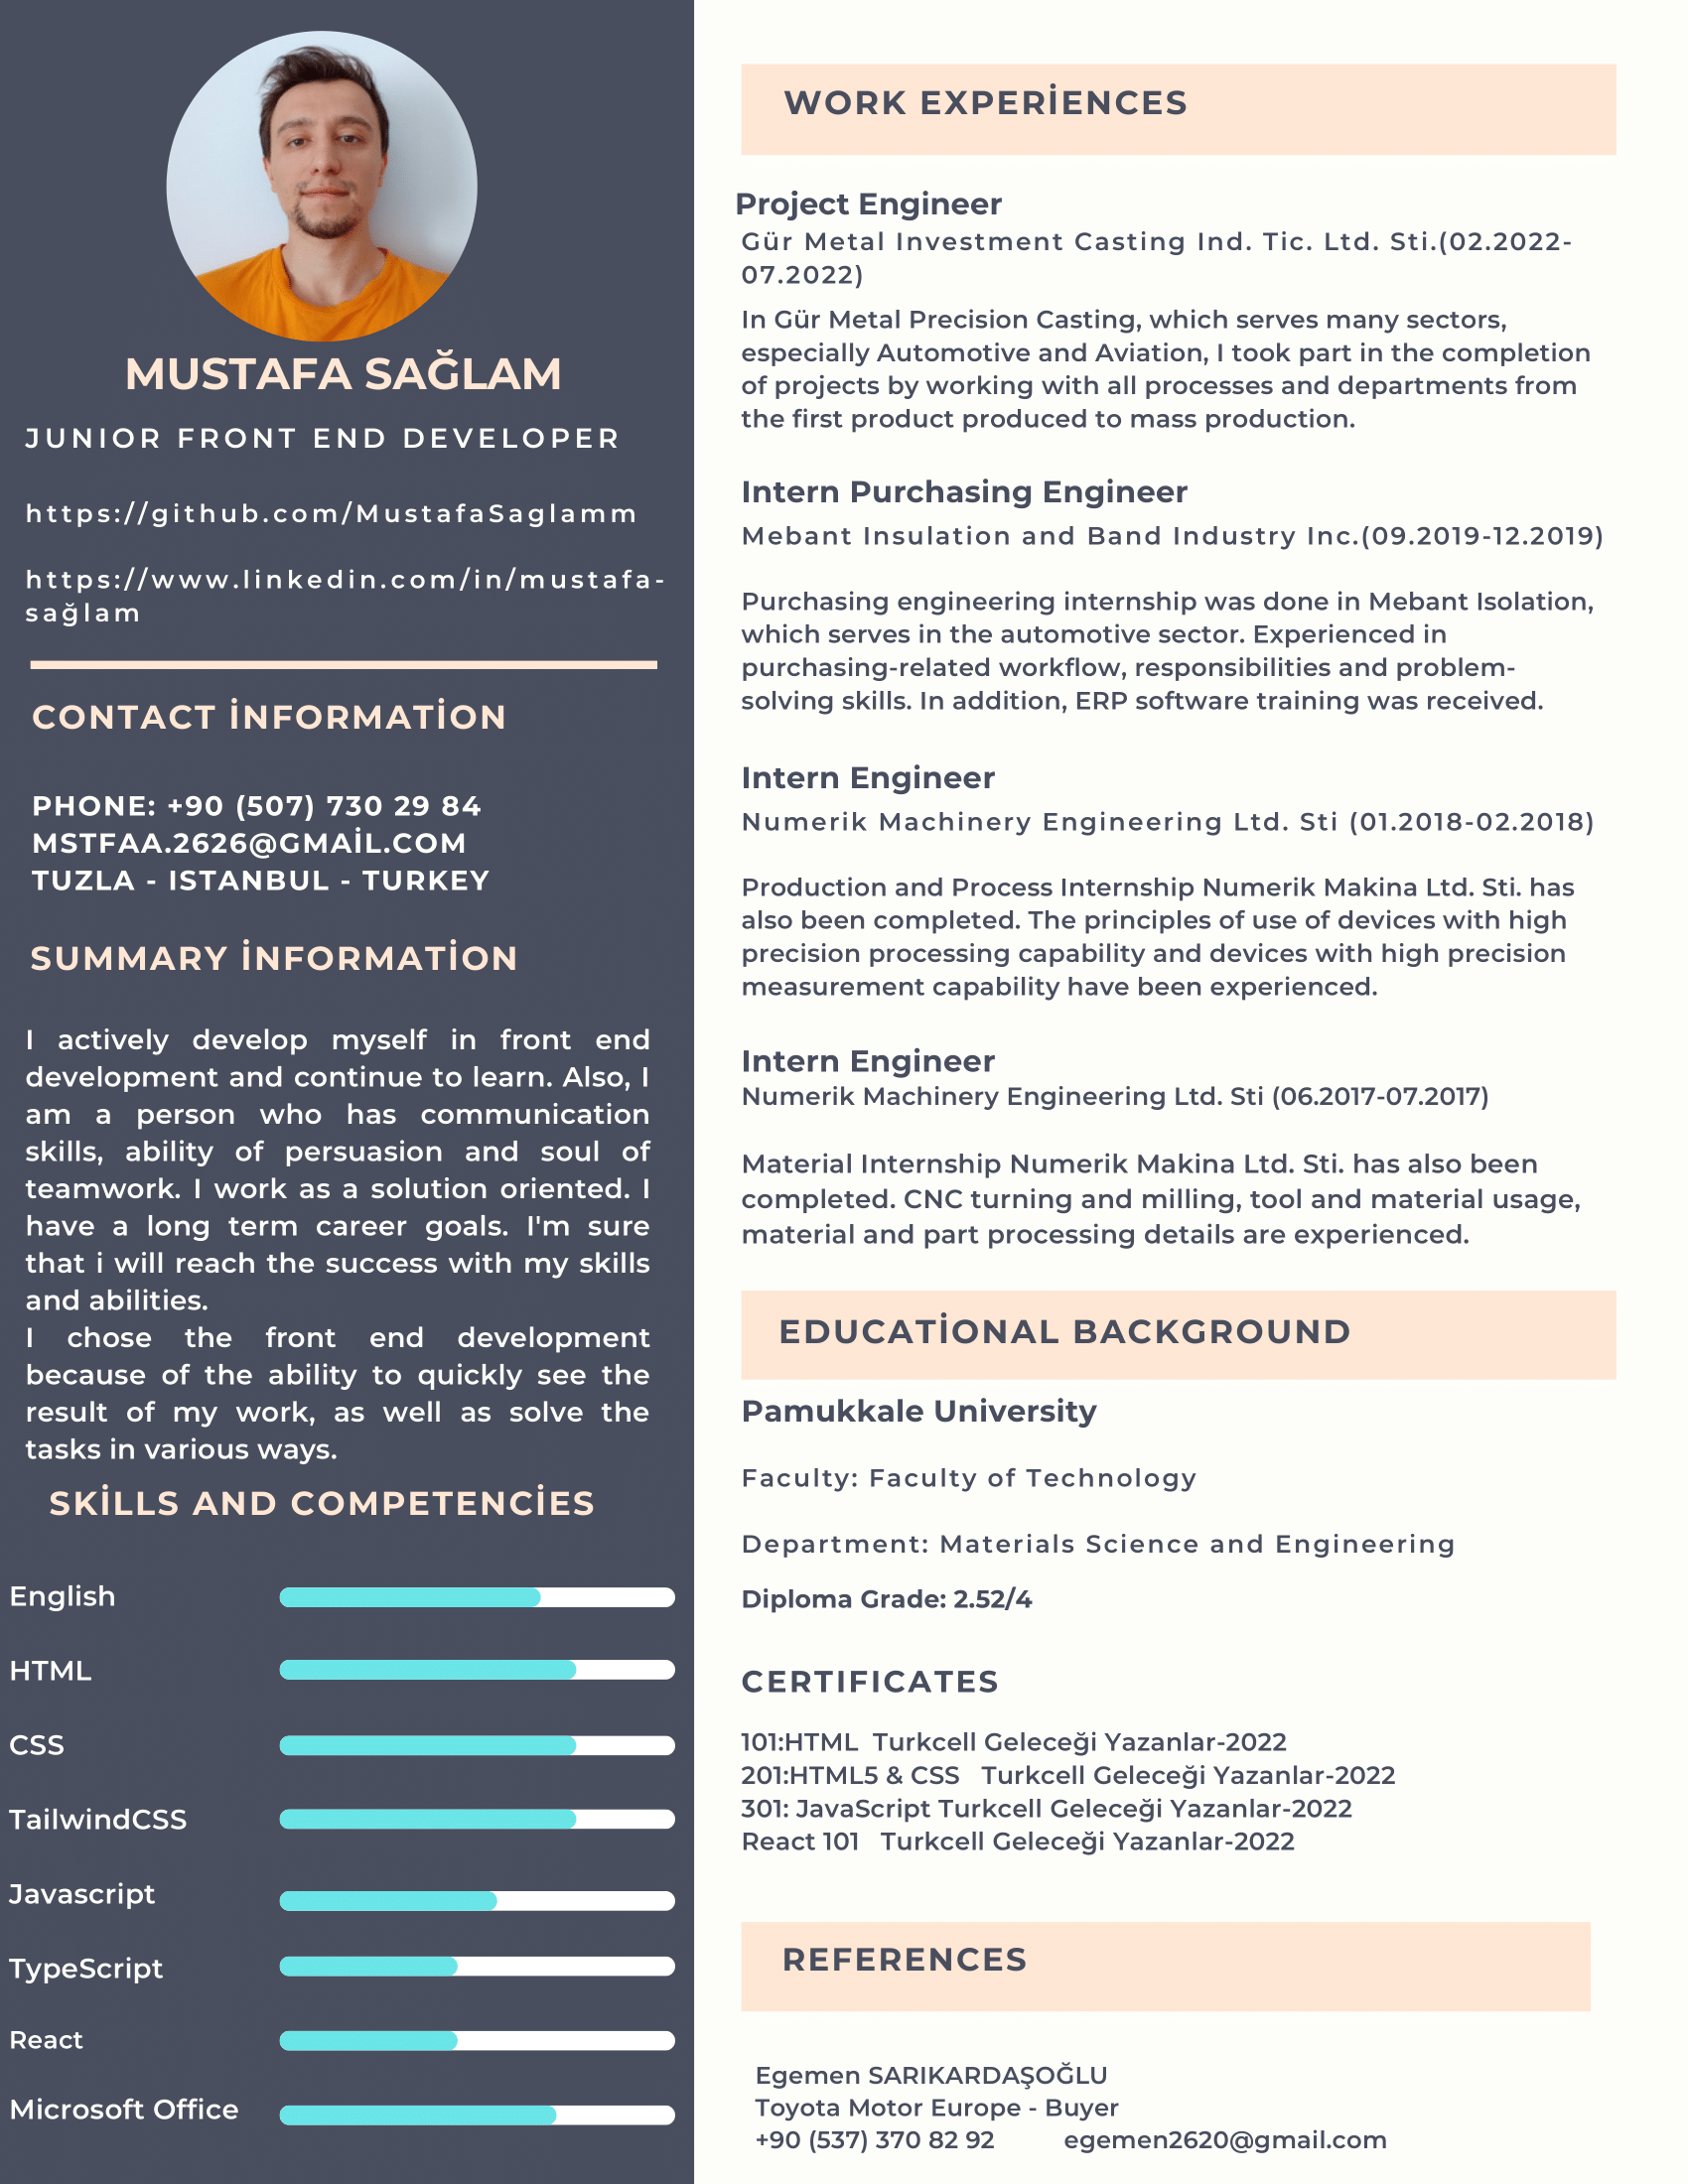 MUSTAFA SAĞLAM
JUNIOR FRONT END DEVELOPER
https://github.com/MustafaSaglamm
https://www.linkedin.com/in/mustafa-
sağlam
CONTACT İNFORMATİON
PHONE: +90 (507) 730 29 84
MSTFAA.2626@GMAİL.COM
TUZLA - ISTANBUL - TURKEY
SUMMARY İNFORMATİON
I actively develop myself in front end
development and continue to learn. Also, I
am a person who has communication
skills, ability of persuasion and soul of
teamwork. I work as a solution oriented. I
have a long term career goals. I'm sure
that i will reach the success with my skills
and abilities.
I chose the front end development
because of the ability to quickly see the
result of my work, as well as solve the
tasks in various ways.
SKİLLS AND COMPETENCİES
English
HTML
CSS
TailwindCSS
Javascript
TypeScript
React
Microsoft Office
WORK EXPERİENCES
Project Engineer
Gür Metal Investment Casting Ind. Tic. Ltd. Sti.(02.2022-
07.2022)
In Gür Metal Precision Casting, which serves many sectors,
especially Automotive and Aviation, I took part in the completion
of projects by working with all processes and departments from
the first product produced to mass production.
Intern Purchasing Engineer
Mebant Insulation and Band Industry Inc.(09.2019-12.2019)
Purchasing engineering internship was done in Mebant Isolation,
which serves in the automotive sector. Experienced in
purchasing-related workflow, responsibilities and problem-
solving skills. In addition, ERP software training was received.
Intern Engineer
Numerik Machinery Engineering Ltd. Sti (01.2018-02.2018)
Production and Process Internship Numerik Makina Ltd. Sti. has
also been completed. The principles of use of devices with high
precision processing capability and devices with high precision
measurement capability have been experienced.
Intern Engineer
Numerik Machinery Engineering Ltd. Sti (06.2017-07.2017)
Material Internship Numerik Makina Ltd. Sti. has also been
completed. CNC turning and milling, tool and material usage,
material and part processing details are experienced.
EDUCATİONAL BACKGROUND
Pamukkale University
Faculty: Faculty of Technology
Department: Materials Science and Engineering
Diploma Grade: 2.52/4
CERTIFICATES
101:HTML  Turkcell Geleceği Yazanlar-2022
201:HTML5 & CSS   Turkcell Geleceği Yazanlar-2022
301: JavaScript Turkcell Geleceği Yazanlar-2022
React 101   Turkcell Geleceği Yazanlar-2022
REFERENCES
Egemen SARIKARDAŞOĞLU
Toyota Motor Europe - Buyer
+90 (537) 370 82 92 egemen2620@gmail.com